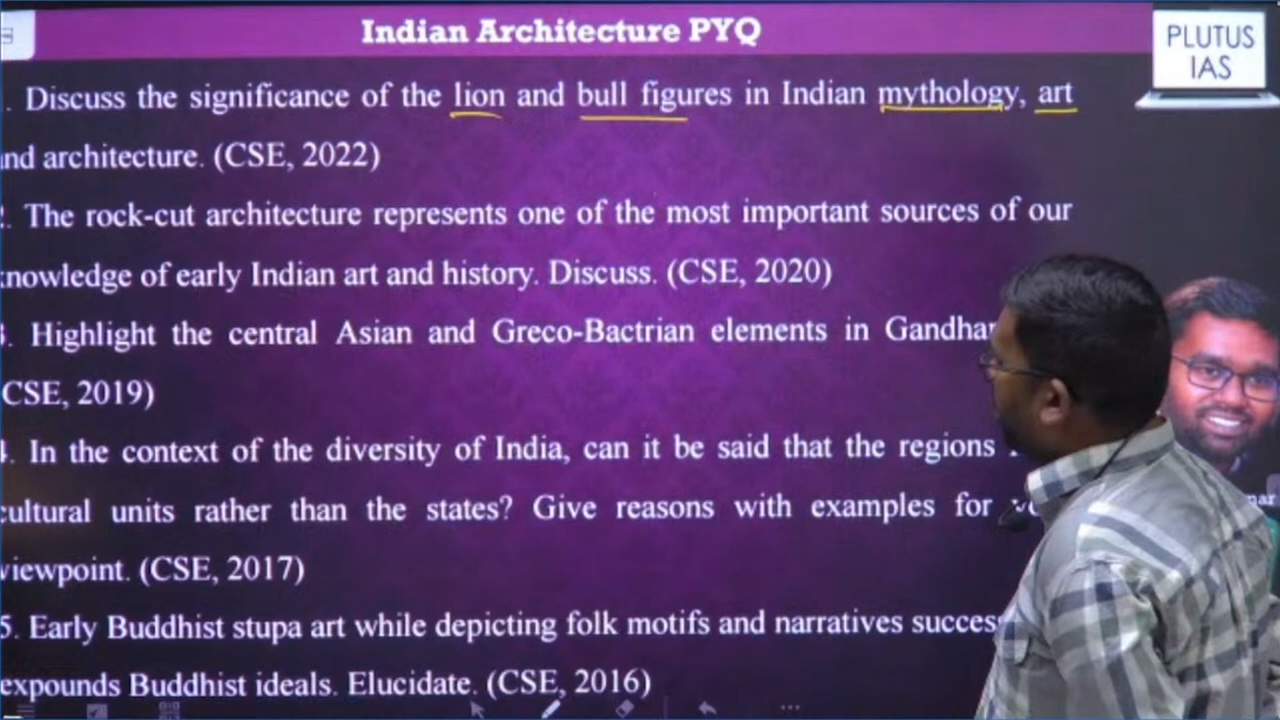 Indian Architecture PYQ
PLUTUS
IAS
. Discuss the significance of the lion and bull figures in Indian mythology, art
nd architecture. (CSE, 2022)
. The rock-cut architecture represents one of the most important sources of our
nowledge of early Indian art and history. Discuss. (CSE, 2020)
. Highlight the central Asian and Greco-Bactrian elements in Gandhar
CSE, 2019)
. In the context of the diversity of India, can it be said that the regions
cultural units rather than the states? Give reasons with examples for
viewpoint. (CSE, 2017)
5. Early Buddhist stupa art while depicting folk motifs and narratives succes
expounds Buddhist ideals. Elucidate. (CSE, 2016)